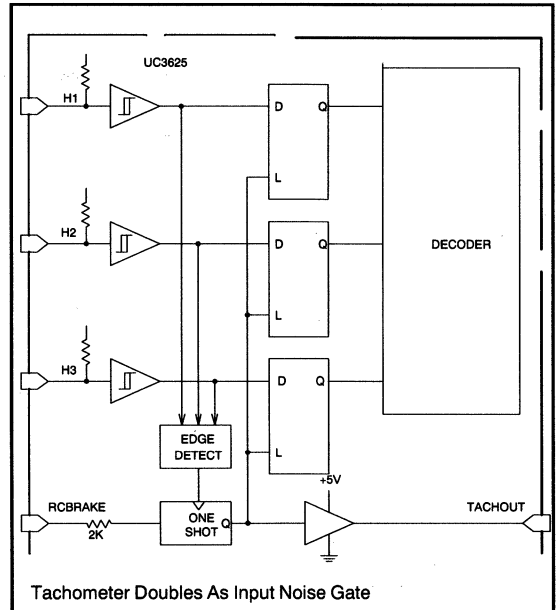 UC3625
H1
D Q
L
H2
D Q
L
DECODER
H3
D Q
L
EDGE
DETECT
+5V
RCBRAKE
2K
ONE
SHOT
Q
TACHOUT
Tachometer Doubles As Input Noise Gate